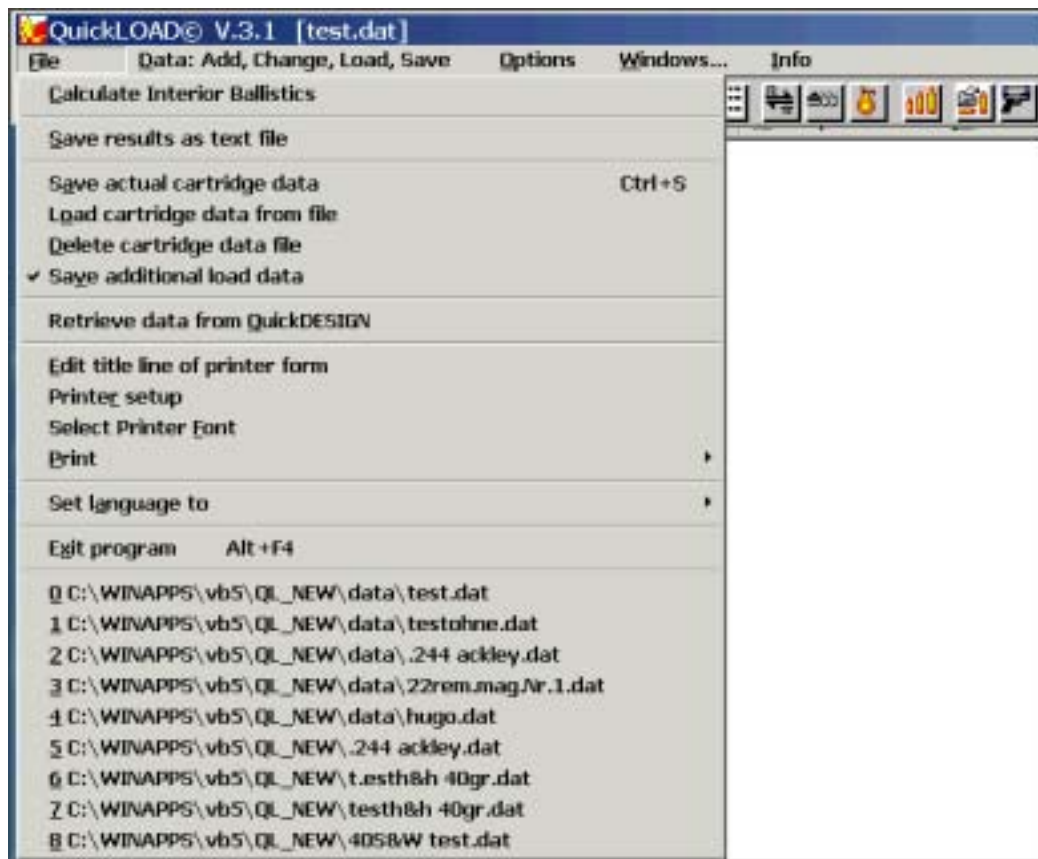 QuickLOAD© V.3.1 [test.dat]
File Data: Add, Change, Load, Save Options Windows... Info
Calculate Interior Ballistics
Save results as text file
Save actual cartridge data Ctrl+S
Load cartridge data from file
Delete cartridge data file
✔ Save additional load data
Retrieve data from QuickDESIGN
Edit title line of printer form
Printer setup
Select Printer Font
Print
Set language to
Exit program Alt+F4
0 C:\WINAPPS\vb5\QL_NEW\data\test.dat
1 C:\WINAPPS\vb5\QL_NEW\data\testohne.dat
2 C:\WINAPPS\vb5\QL_NEW\data\.244 ackley.dat
3 C:\WINAPPS\vb5\QL_NEW\data\22rem.mag.Nr.1.dat
4 C:\WINAPPS\vb5\QL_NEW\data\hugo.dat
5 C:\WINAPPS\vb5\QL_NEW\.244 ackley.dat
6 C:\WINAPPS\vb5\QL_NEW\t.esth&h 40gr.dat
7 C:\WINAPPS\vb5\QL_NEW\testh&h 40gr.dat
8 C:\WINAPPS\vb5\QL_NEW\40S&W test.dat